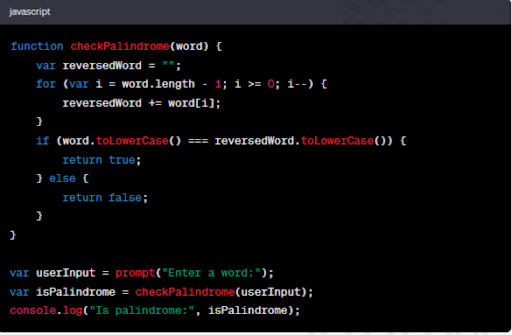 javascript
function checkPalindrome(word) {
    var reversedWord = "";
    for (var i = word.length - 1; i >= 0; i--) {
        reversedWord += word[i];
    }
    if (word.toLowerCase() === reversedWord.toLowerCase()) {
        return true;
    } else {
        return false;
    }
}

var userInput = prompt("Enter a word:");
var isPalindrome = checkPalindrome(userInput);
console.log("Is palindrome:", isPalindrome);